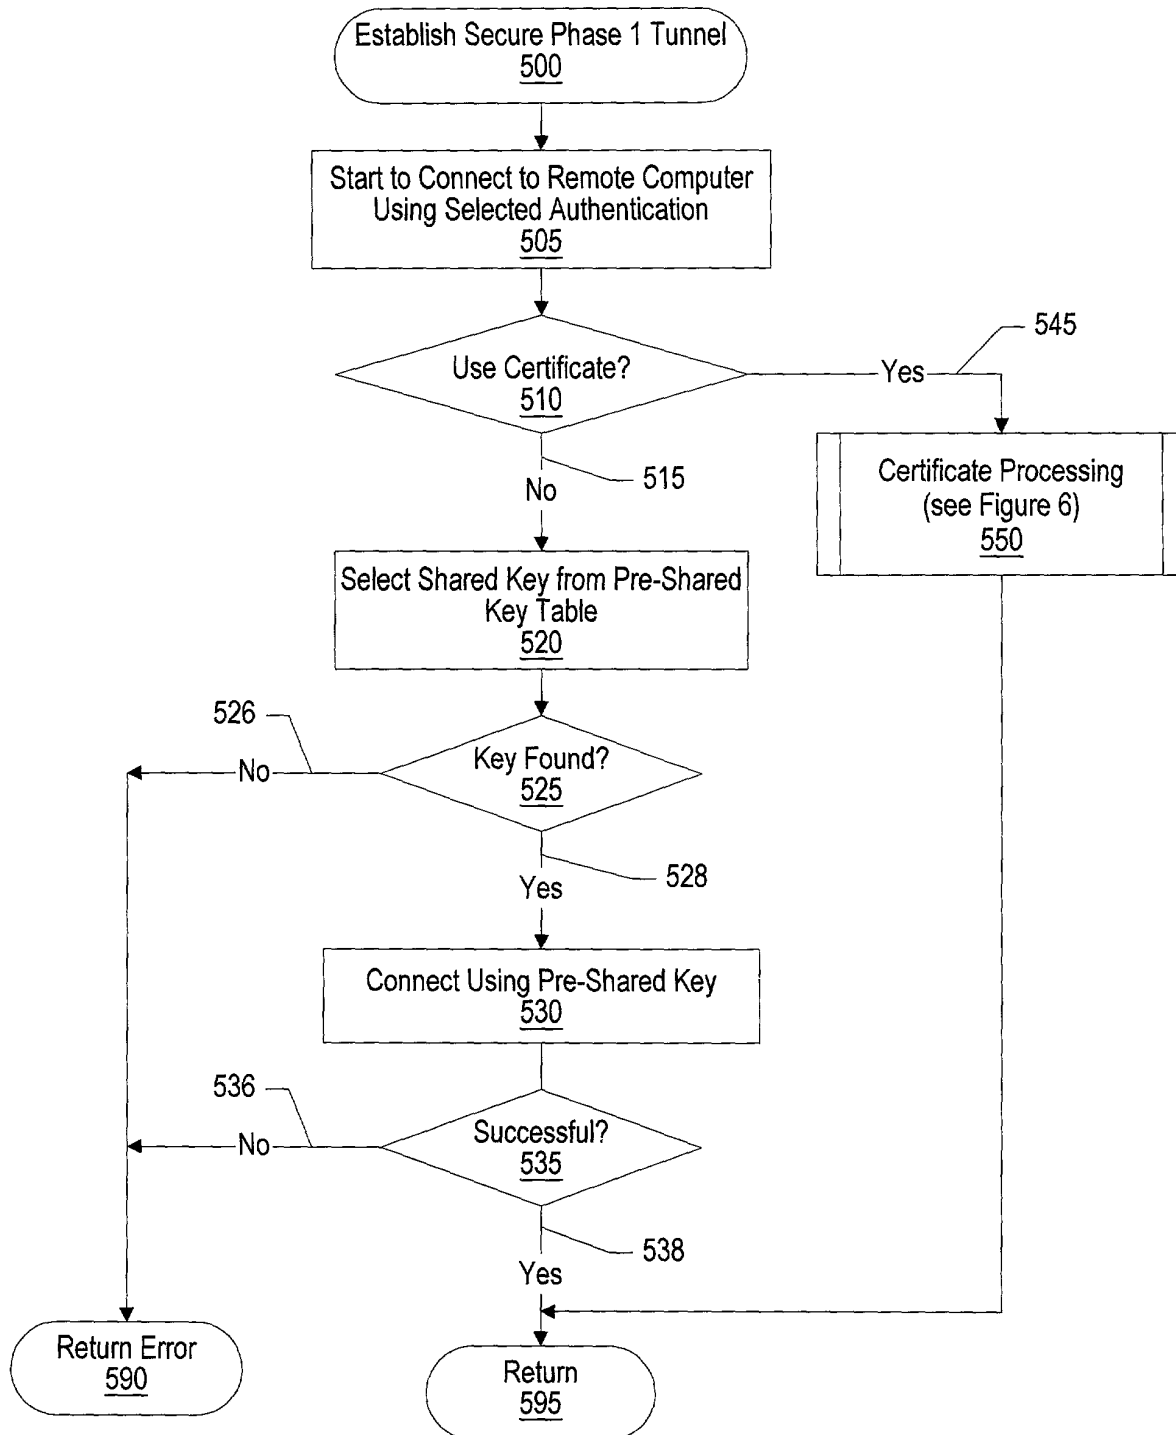 Establish Secure Phase 1 Tunnel
500
Start to Connect to Remote Computer
Using Selected Authentication
505
545
Use Certificate?
510
Yes
515
No
Certificate Processing
(see Figure 6)
550
Select Shared Key from Pre-Shared
Key Table
520
526
Key Found?
525
No
528
Yes
Connect Using Pre-Shared Key
530
536
Successful?
535
No
538
Yes
Return Error
590
Return
595